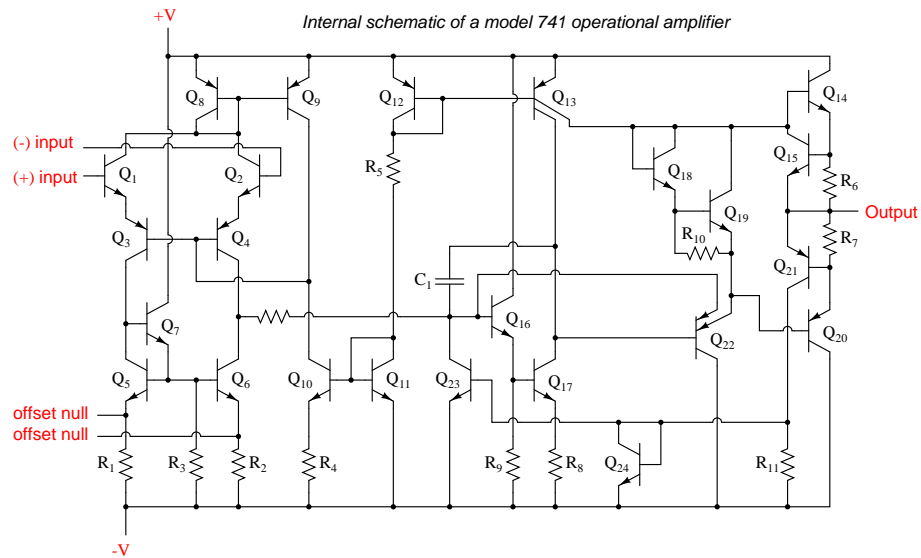 Internal schematic of a model 741 operational amplifier
+V
Q8
Q9
Q12
Q13
Q14
(-) input
(+) input
Q1
Q2
R5
Q18
Q15
R6
Q19
Output
Q3
Q4
R10
R7
C1
Q21
Q7
Q16
Q22
Q20
Q5
Q6
Q10
Q11
Q23
Q17
offset null
offset null
R1
R3
R2
R4
R9
R8
Q24
R11
-V